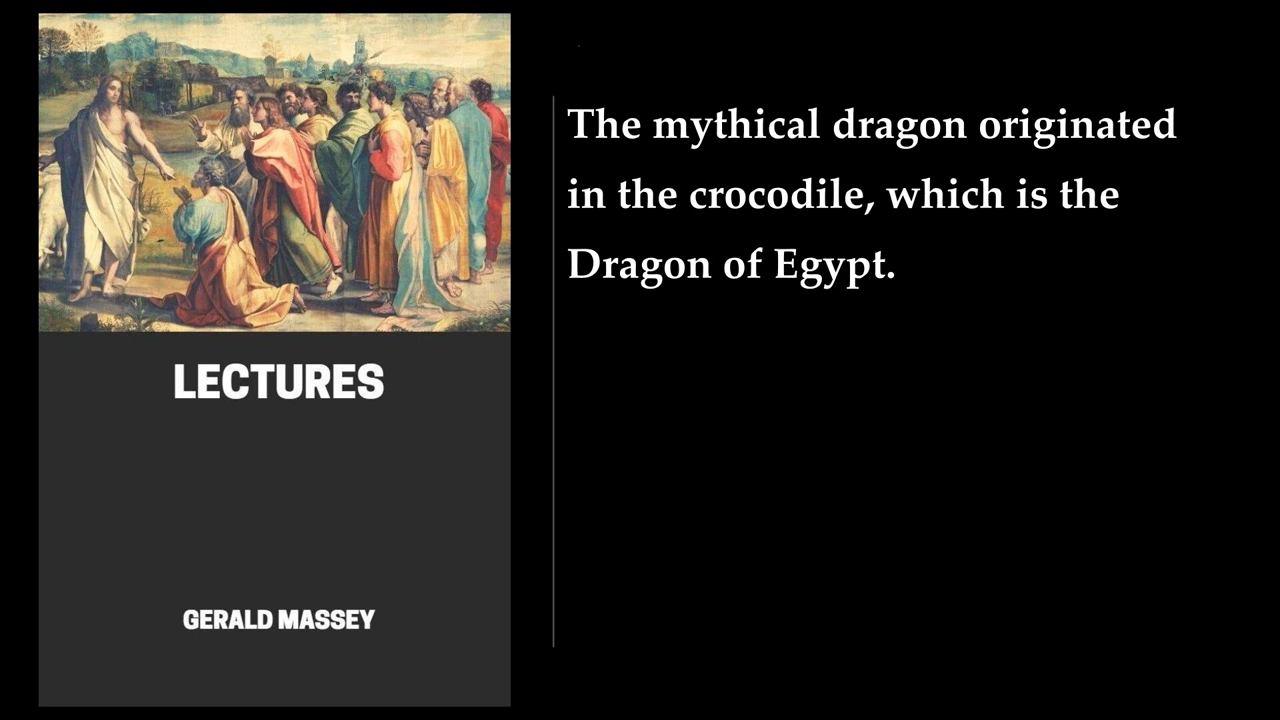 LECTURES
GERALD MASSEY
The mythical dragon originated
in the crocodile, which is the
Dragon of Egypt.